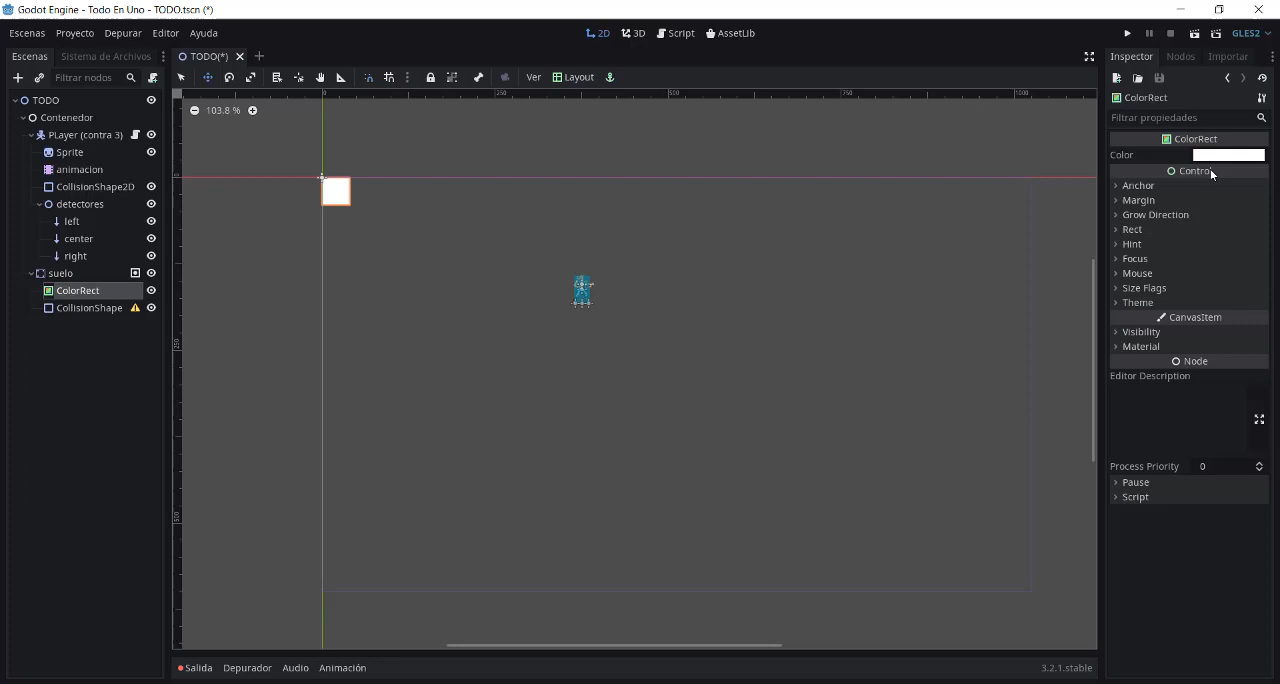 Godot Engine - Todo En Uno - TODO.tscn (*)
Escenas Proyecto Depurar Editor Ayuda
2D 3D Script AssetLib
GLES2
Escenas Sistema de Archivos
TODO(*)
Inspector Nodos Importar
Filtrar nodos
Ver Layout
ColorRect
Filtrar propiedades
103.8 %
0 250 500 750 1000
0
250
500
TODO
Contenedor
PLayer (contra 3)
Sprite
animacion
CollisionShape2D
detectores
left
center
right
suelo
ColorRect
CollisionShape
ColorRect
Color
Control
Anchor
Margin
Grow Direction
Rect
Hint
Focus
Mouse
Size Flags
Theme
CanvasItem
Visibility
Material
Node
Editor Description
Process Priority 0
Pause
Script
Salida Depurador Audio Animación
3.2.1.stable